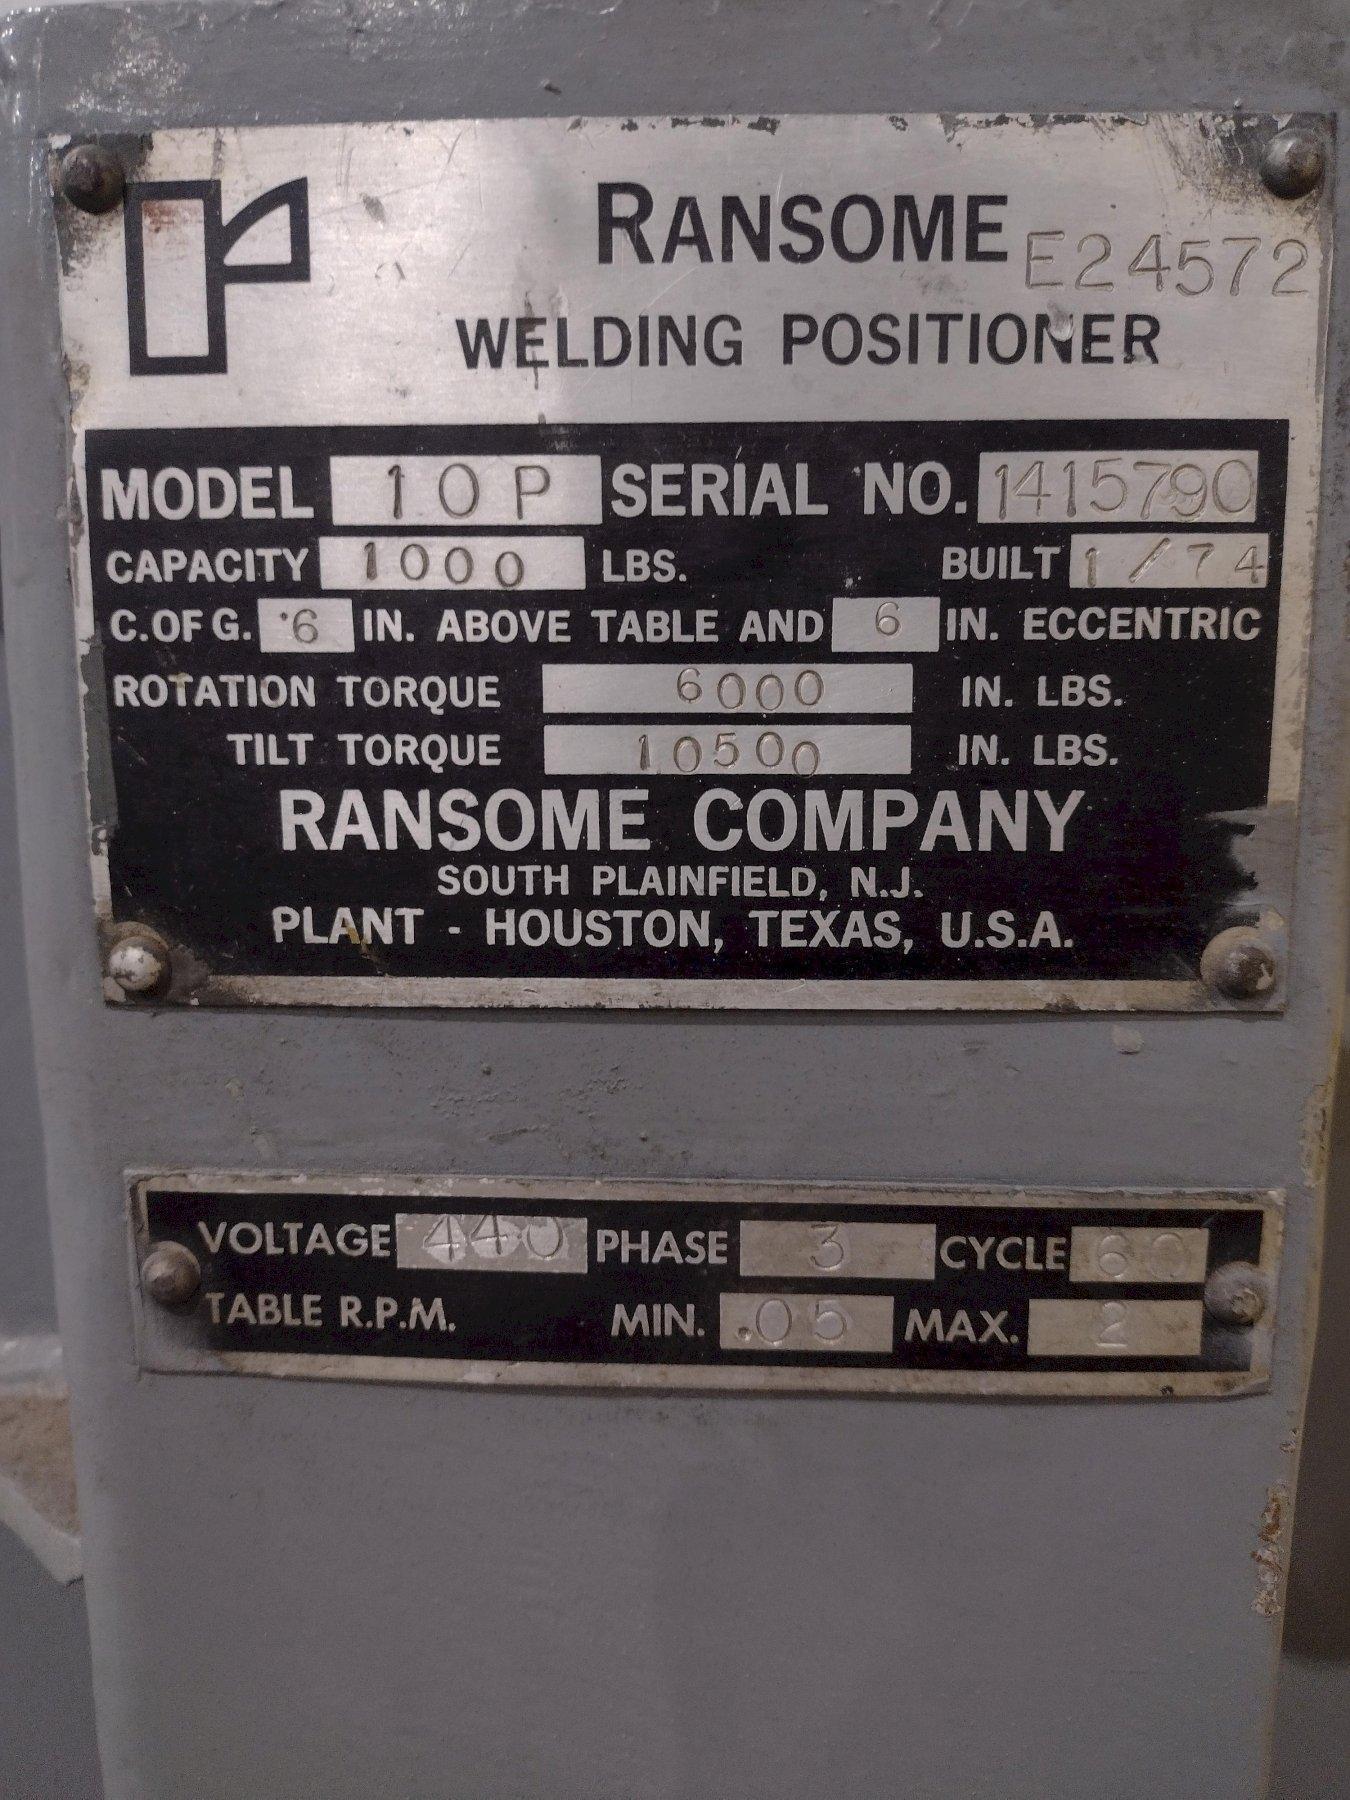 RANSOME E24572
WELDING POSITIONER
MODEL 10P SERIAL NO. 1415790
CAPACITY 1000 LBS. BUILT 1/74
C.OF G. 6 IN. ABOVE TABLE AND 6 IN. ECCENTRIC
ROTATION TORQUE 6000 IN. LBS.
TILT TORQUE 10500 IN. LBS.
RANSOME COMPANY
SOUTH PLAINFIELD, N.J.
PLANT - HOUSTON, TEXAS, U.S.A.
VOLTAGE 440 PHASE 3 CYCLE 60
TABLE R.P.M. MIN. .05 MAX. 2